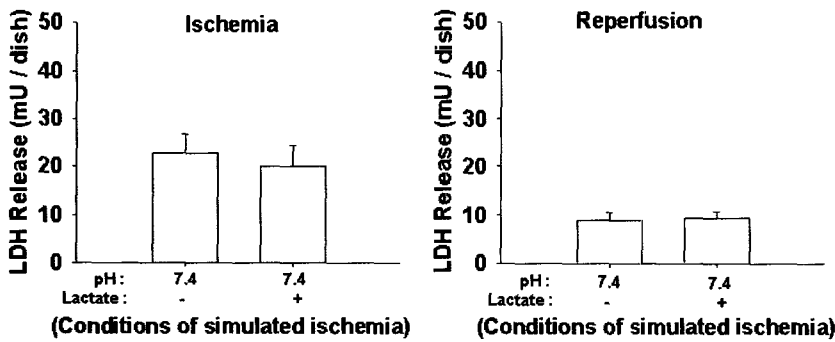 Ischemia
LDH Release (mU / dish)
50
40
30
20
10
0
pH : 7.4 7.4
Lactate : - +
(Conditions of simulated ischemia)
Reperfusion
LDH Release (mU / dish)
50
40
30
20
10
0
pH : 7.4 7.4
Lactate : - +
(Conditions of simulated ischemia)